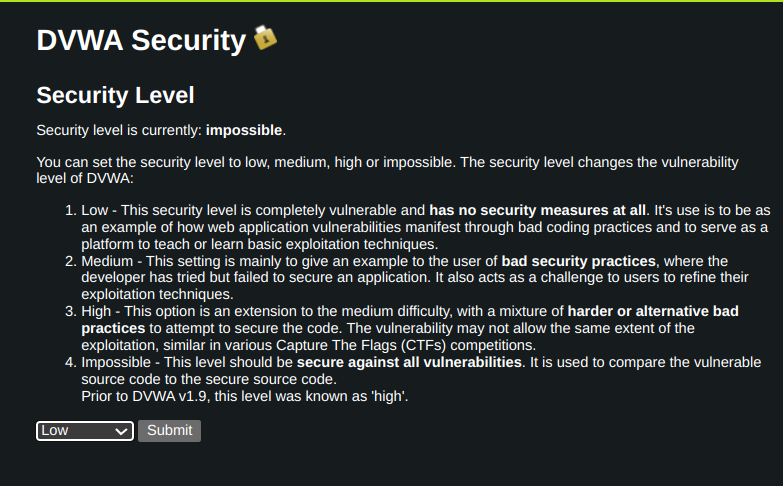 DVWA Security
Security Level
Security level is currently: impossible.
You can set the security level to low, medium, high or impossible. The security level changes the vulnerability
level of DVWA:
1. Low - This security level is completely vulnerable and has no security measures at all. It's use is to be as
an example of how web application vulnerabilities manifest through bad coding practices and to serve as a
platform to teach or learn basic exploitation techniques.
2. Medium - This setting is mainly to give an example to the user of bad security practices, where the
developer has tried but failed to secure an application. It also acts as a challenge to users to refine their
exploitation techniques.
3. High - This option is an extension to the medium difficulty, with a mixture of harder or alternative bad
practices to attempt to secure the code. The vulnerability may not allow the same extent of the
exploitation, similar in various Capture The Flags (CTFs) competitions.
4. Impossible - This level should be secure against all vulnerabilities. It is used to compare the vulnerable
source code to the secure source code.
Prior to DVWA v1.9, this level was known as 'high'.
Low Submit